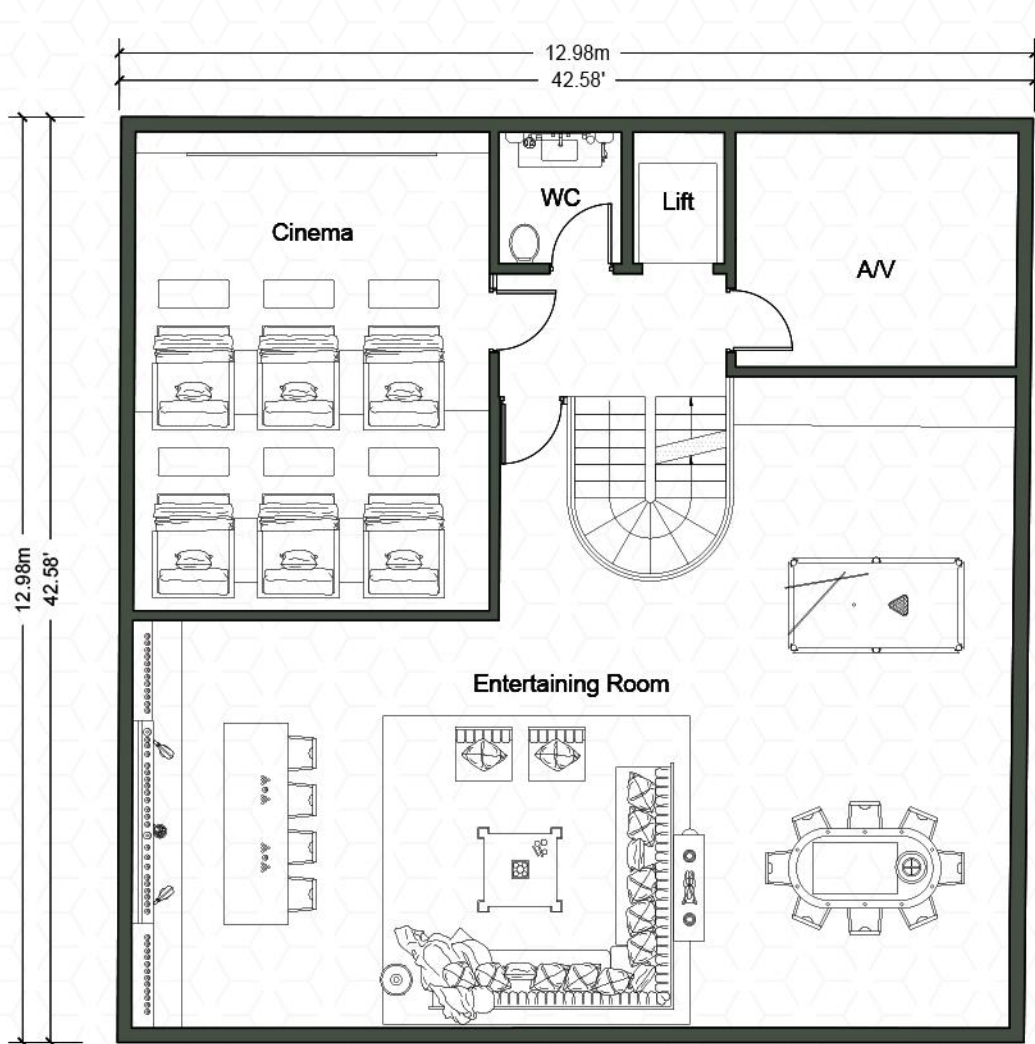 12.98m
42.58'
Cinema
WC
Lift
A/V
12.98m
42.58'
Entertaining Room